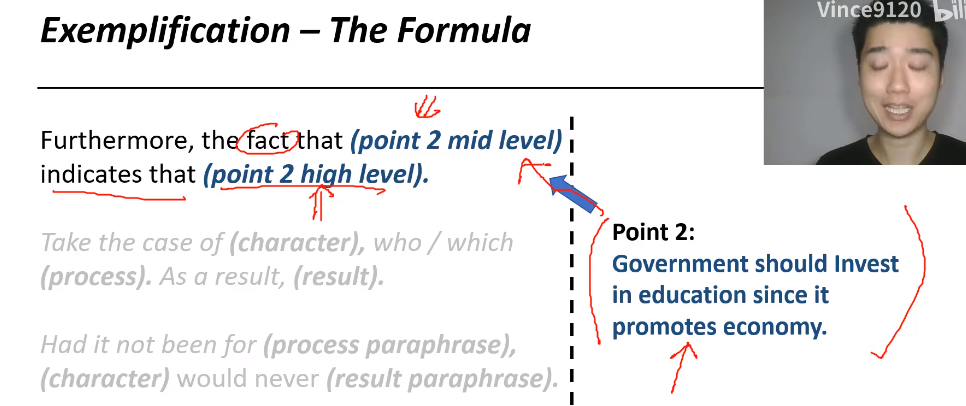 Exemplification – The Formula
Vince9120 bili
Furthermore, the fact that (point 2 mid level)
indicates that (point 2 high level).
Take the case of (character), who / which
(process). As a result, (result).
Had it not been for (process paraphrase),
(character) would never (result paraphrase).
Point 2:
Government should Invest
in education since it
promotes economy.